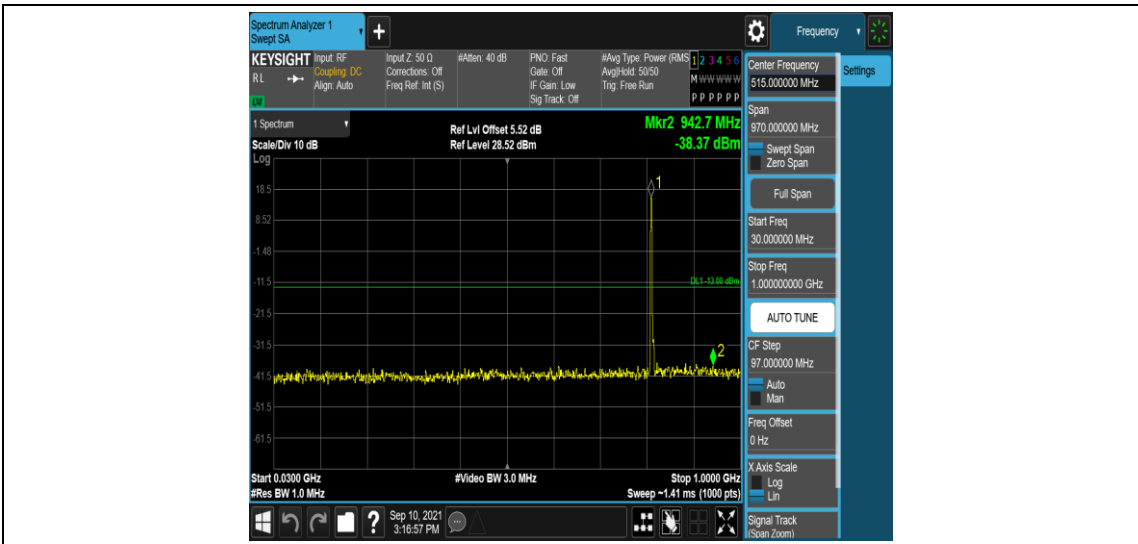 Spectrum Analyzer 1
Swept SA
+
Frequency
KEYSIGHT
RL
LXI
Input: RF
Coupling: DC
Align: Auto
Input Z: 50 Ω
Corrections: Off
Freq Ref: Int (S)
#Atten: 40 dB
PNO: Fast
Gate: Off
IF Gain: Low
Sig Track: Off
#Avg Type: Power (RMS
Avg|Hold: 50/50
Trig: Free Run
1 2 3 4 5 6
M W W W W W
P P P P P P
Center Frequency
515.000000 MHz
Settings
Span
970.000000 MHz
Swept Span
Zero Span
Full Span
Start Freq
30.000000 MHz
Stop Freq
1.000000000 GHz
AUTO TUNE
CF Step
97.000000 MHz
Auto
Man
Freq Offset
0 Hz
X Axis Scale
Log
Lin
Signal Track
(Span Zoom)
1 Spectrum
Scale/Div 10 dB
Log
Ref Lvl Offset 5.52 dB
Ref Level 28.52 dBm
Mkr2 942.7 MHz
-38.37 dBm
18.5
8.52
-1.48
-11.5
-21.5
-31.5
-41.5
-51.5
-61.5
1
DL1 -13.00 dBm
2
Start 0.0300 GHz
#Res BW 1.0 MHz
#Video BW 3.0 MHz
Stop 1.0000 GHz
Sweep ~1.41 ms (1000 pts)
?
Sep 10, 2021
3:16:57 PM